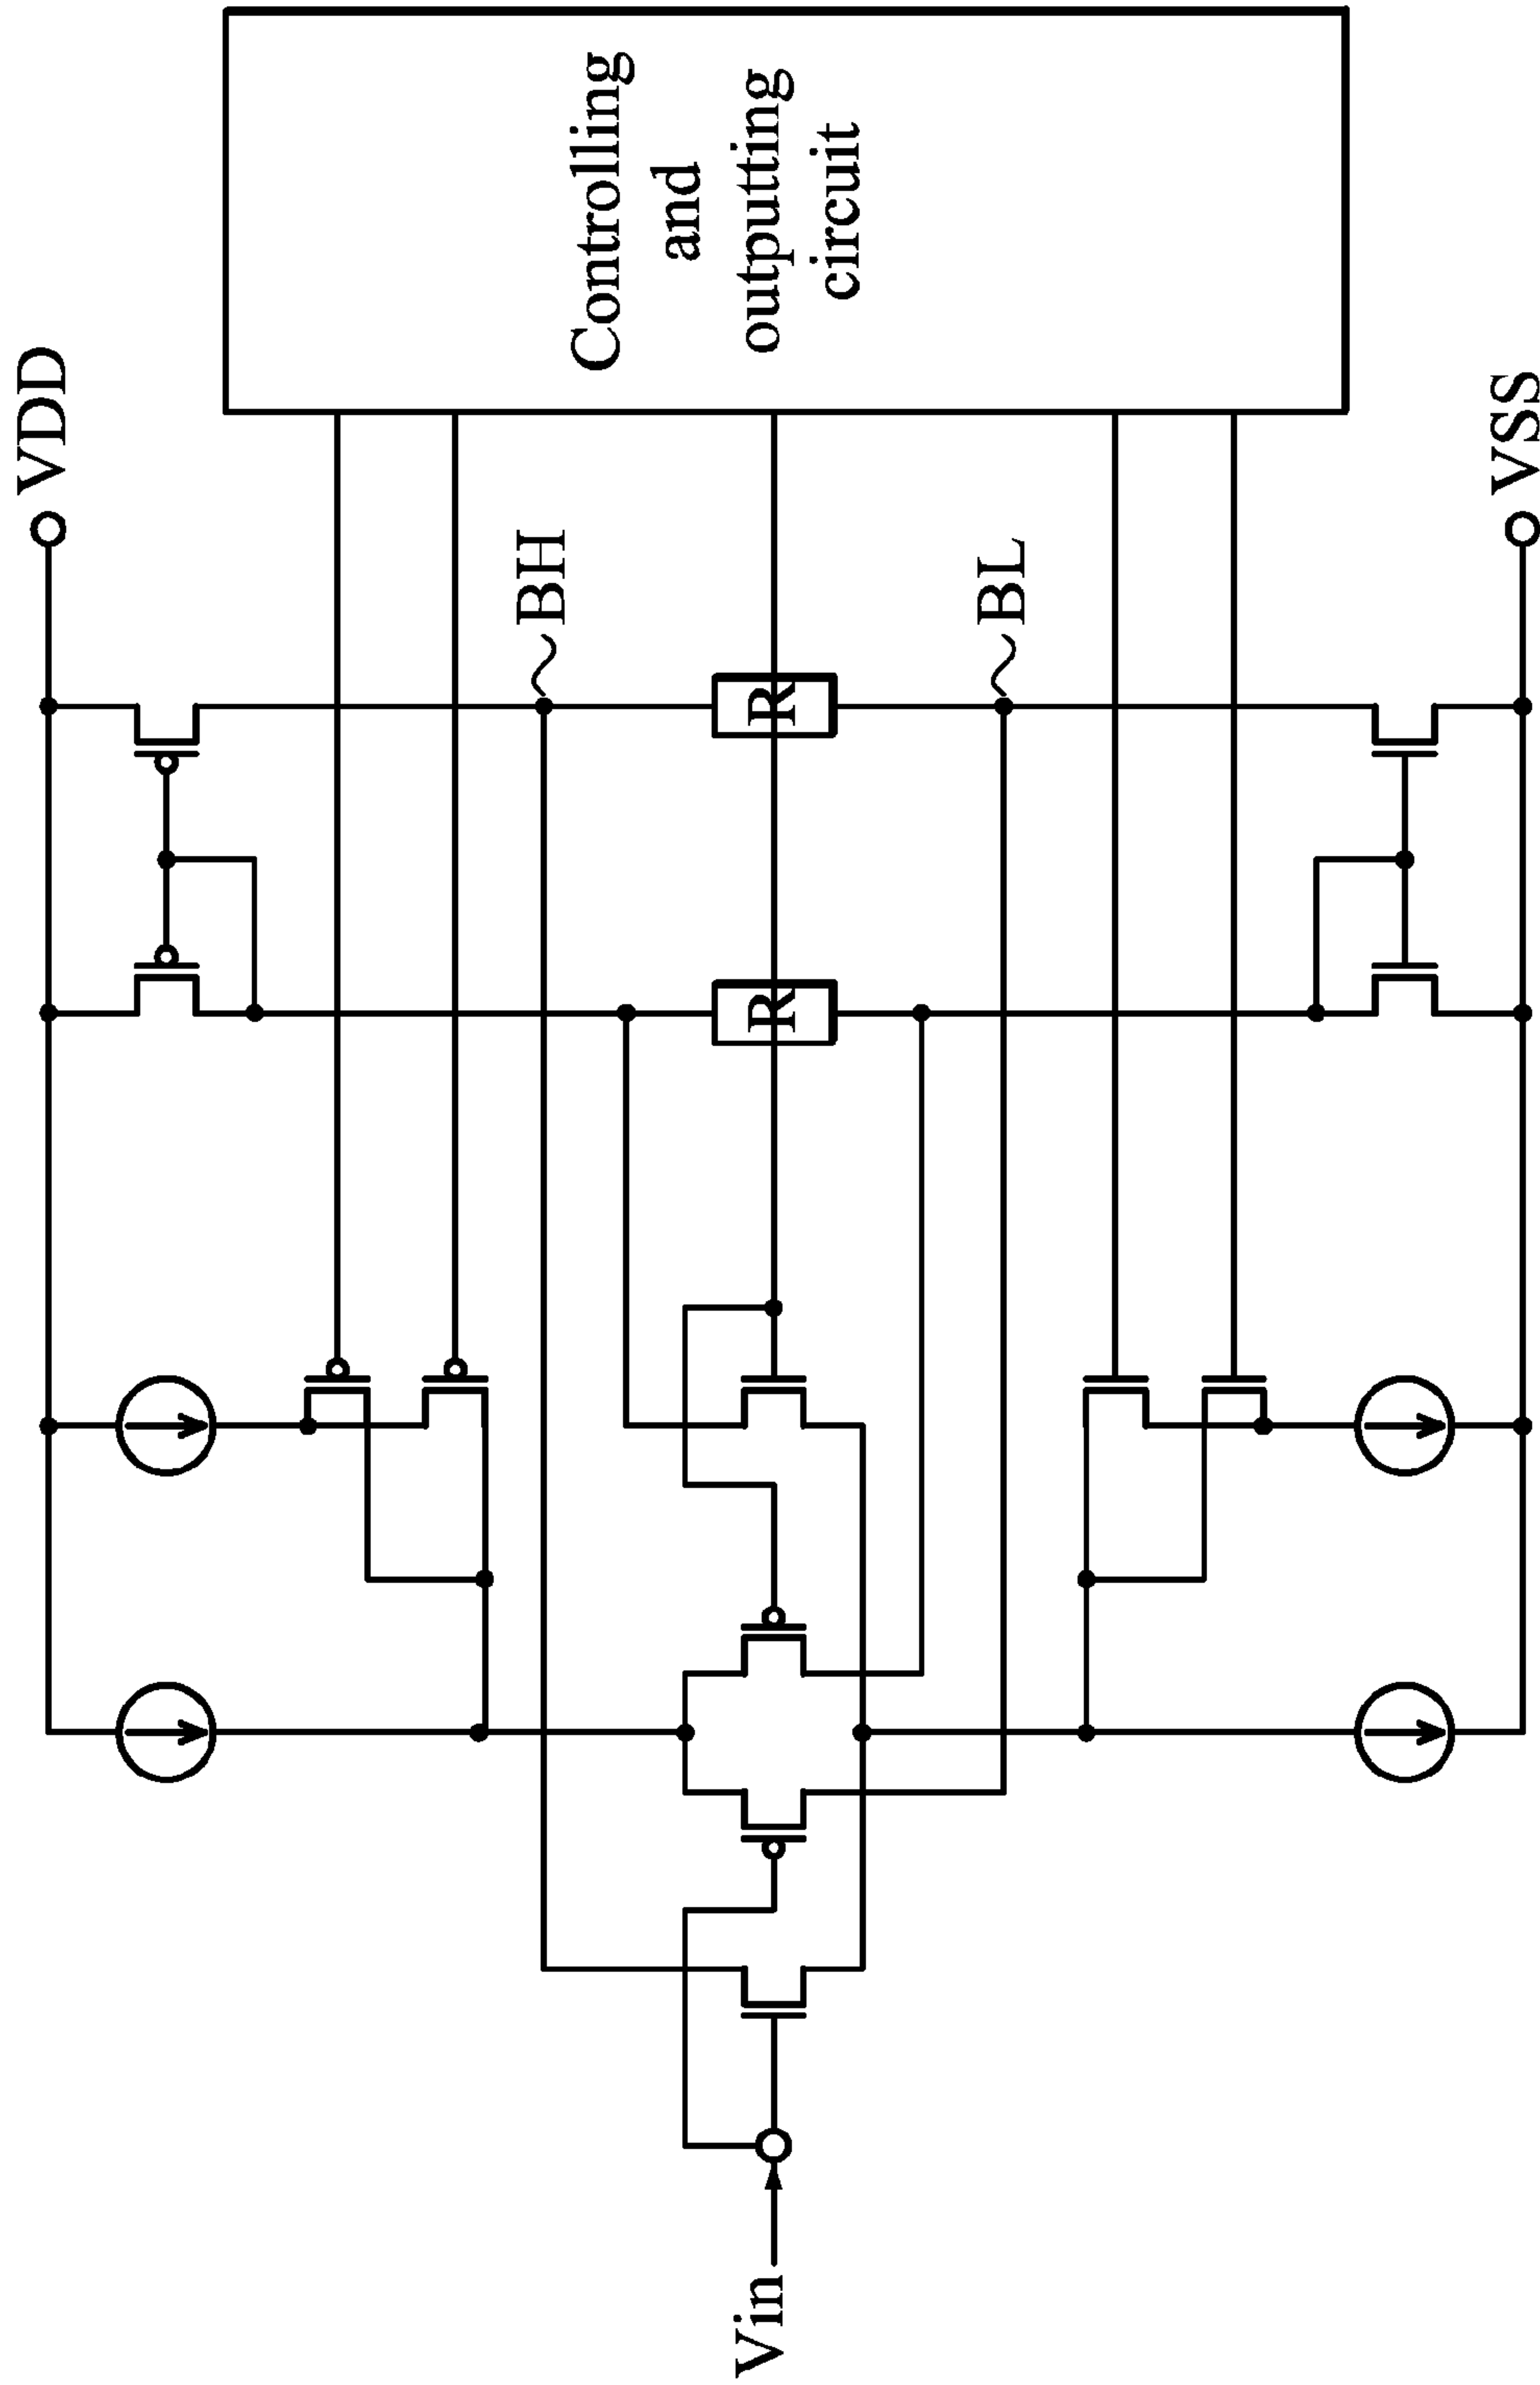 VDD
Controlling
and
outputting
circuit
BH
R
R
BL
Vin
VSS